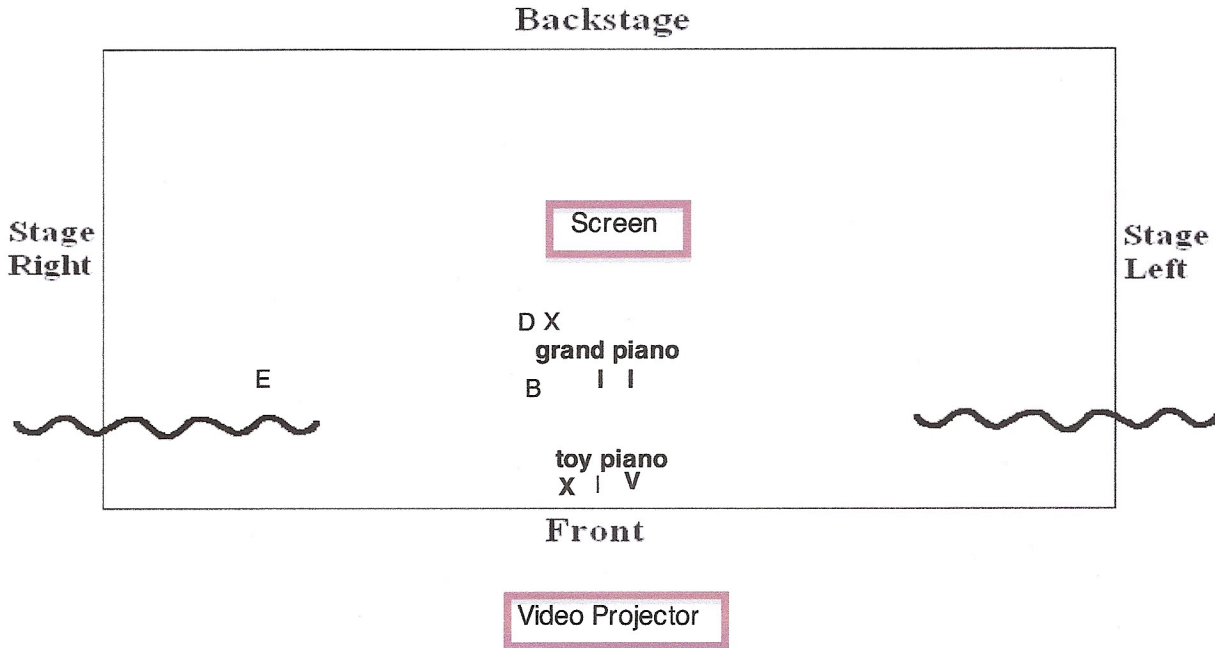 Backstage
Screen
Stage
Right
Stage
Left
D X
grand piano
I I
B
E
toy piano
X | V
Front
Video Projector